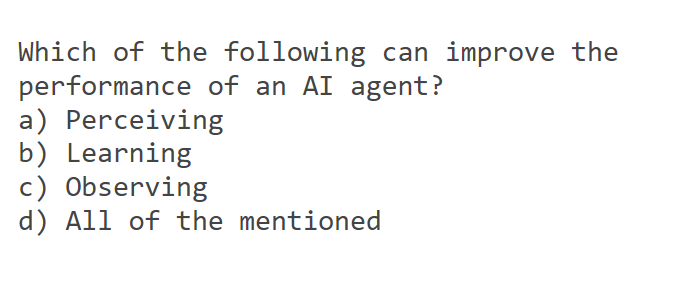 Which of the following can improve the
performance of an AI agent?
a) Perceiving
b) Learning
c) Observing
d) All of the mentioned